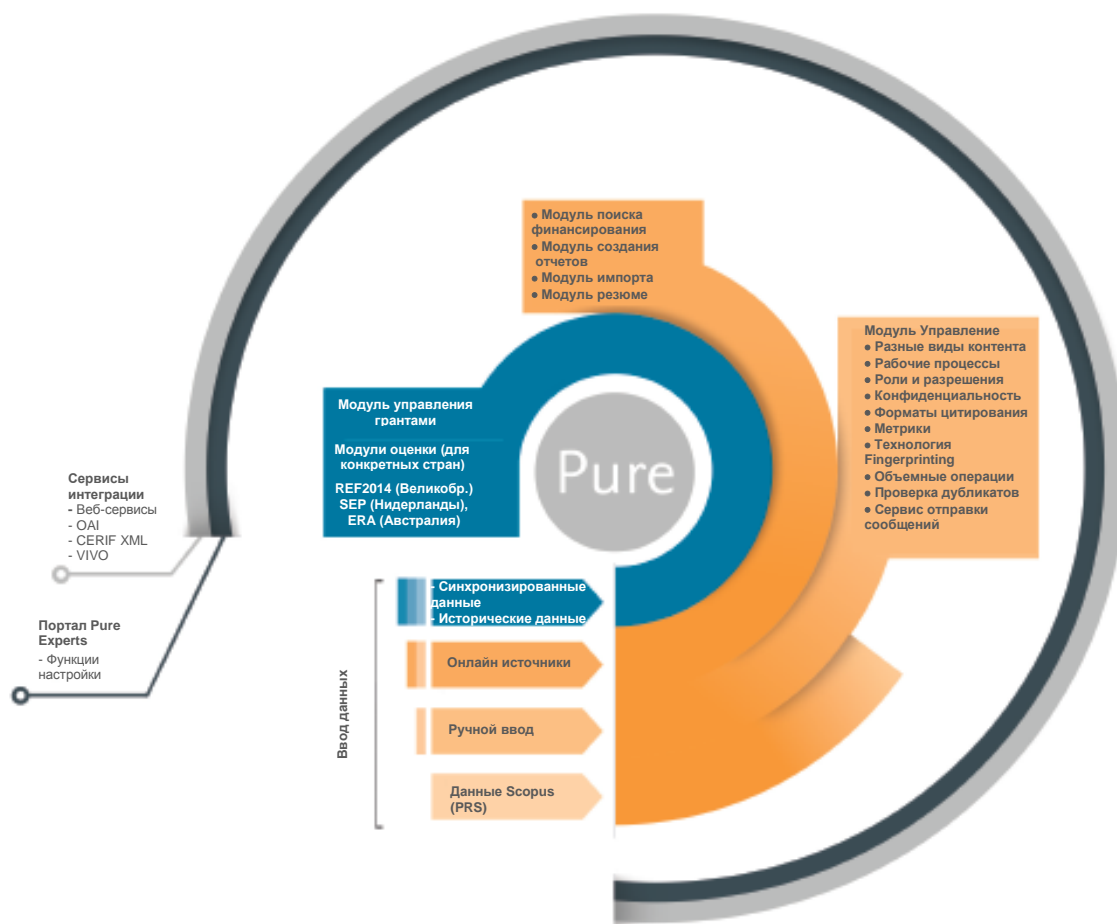 ● Модуль поиска
финансирования
● Модуль создания
отчетов
● Модуль импорта
● Модуль резюме
Модуль Управление
● Разные виды контента
● Рабочие процессы
● Роли и разрешения
● Конфиденциальность
● Форматы цитирования
● Метрики
● Технология
Fingerprinting
● Объемные операции
● Проверка дубликатов
● Сервис отправки
сообщений
Модуль управления
грантами
Модули оценки (для
конкретных стран)
REF2014 (Великобр.)
SEP (Нидерланды),
ERA (Австралия)
Pure
Сервисы
интеграции
- Веб-сервисы
- OAI
- CERIF XML
- VIVO
Портал Pure
Experts
- Функции
настройки
Ввод данных
- Синхронизированные
данные
- Исторические данные
Онлайн источники
Ручной ввод
Данные Scopus
(PRS)